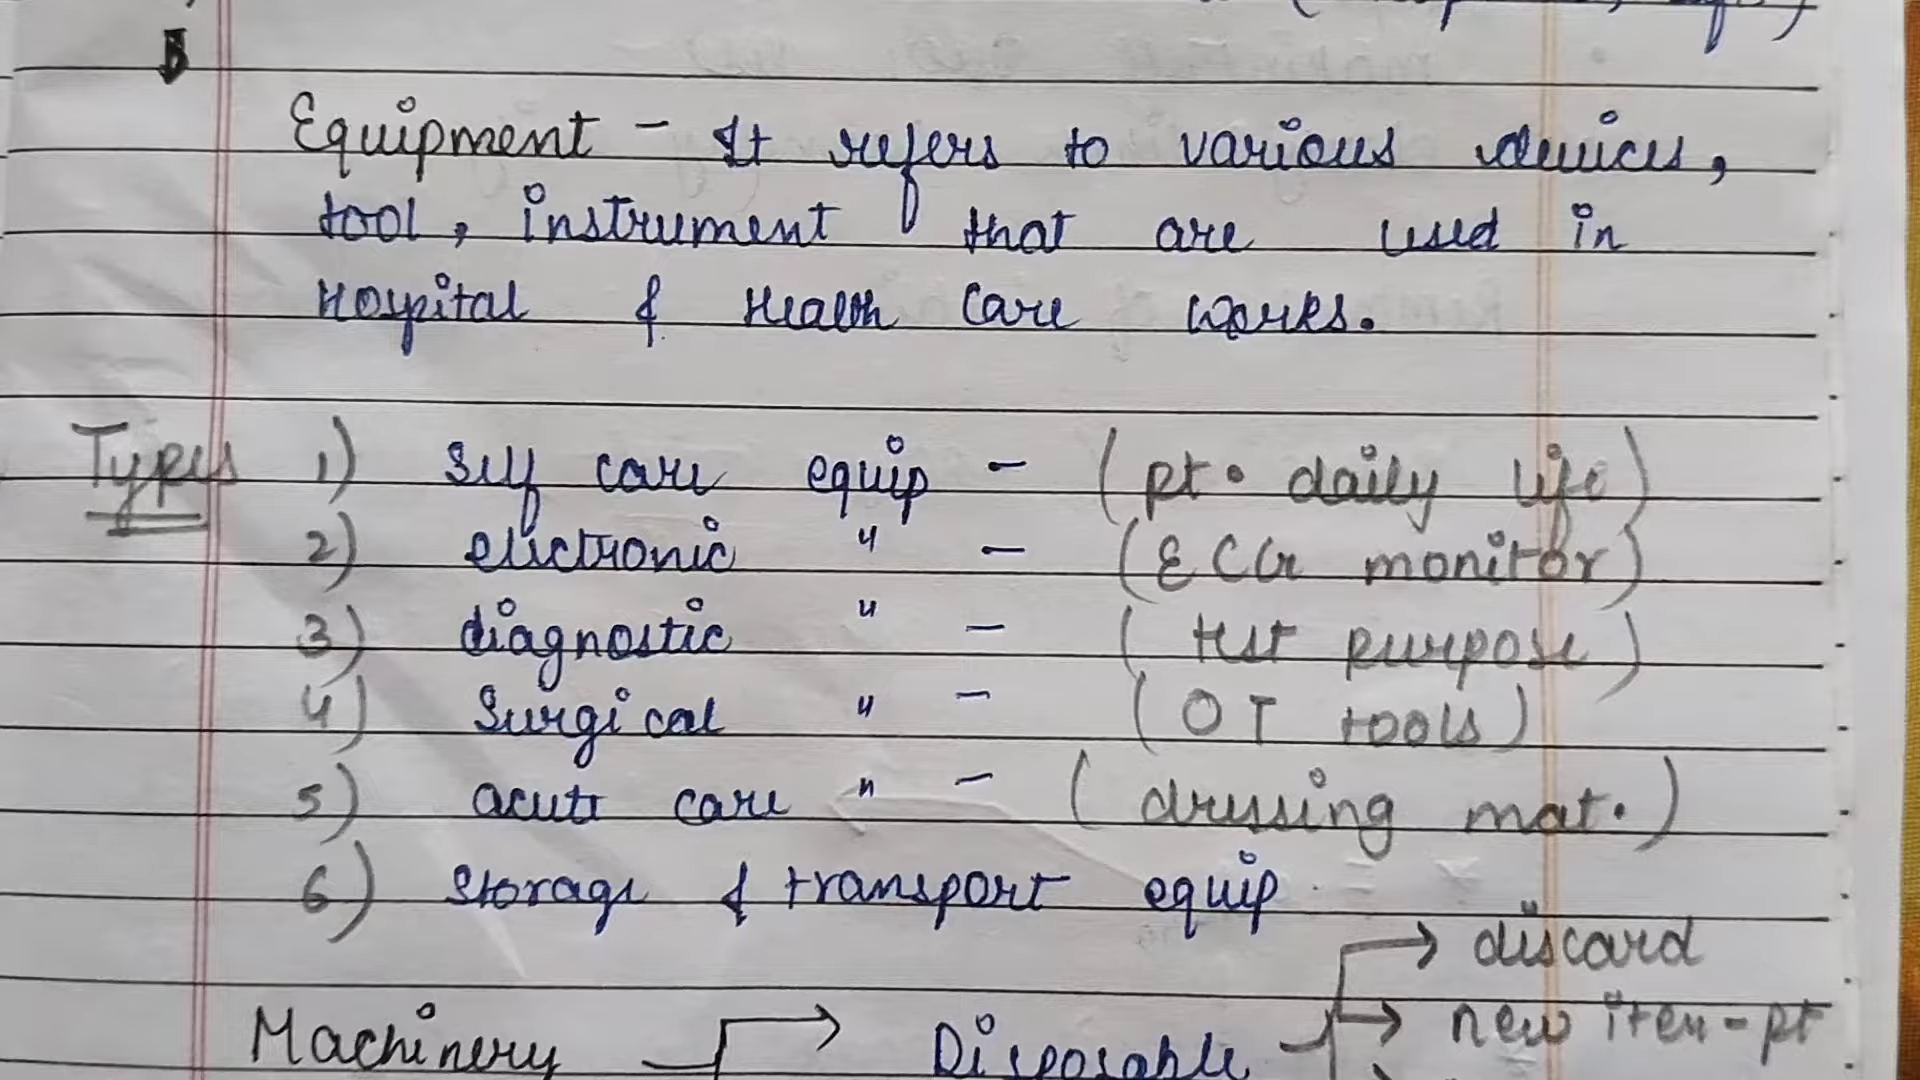 Equipment - It refers to various devices,
tool, instrument that are used in
Hospital & Health Care works.
Types 1) Self care equip - (pt. daily life)
2) electronic " - (ECG monitor)
3) diagnostic " - (test purpose)
4) Surgical " - (OT tools)
5) acute care " - (dressing mat.)
6) storage & transport equip
→ discard
Machinery → Disposable → new item - pt